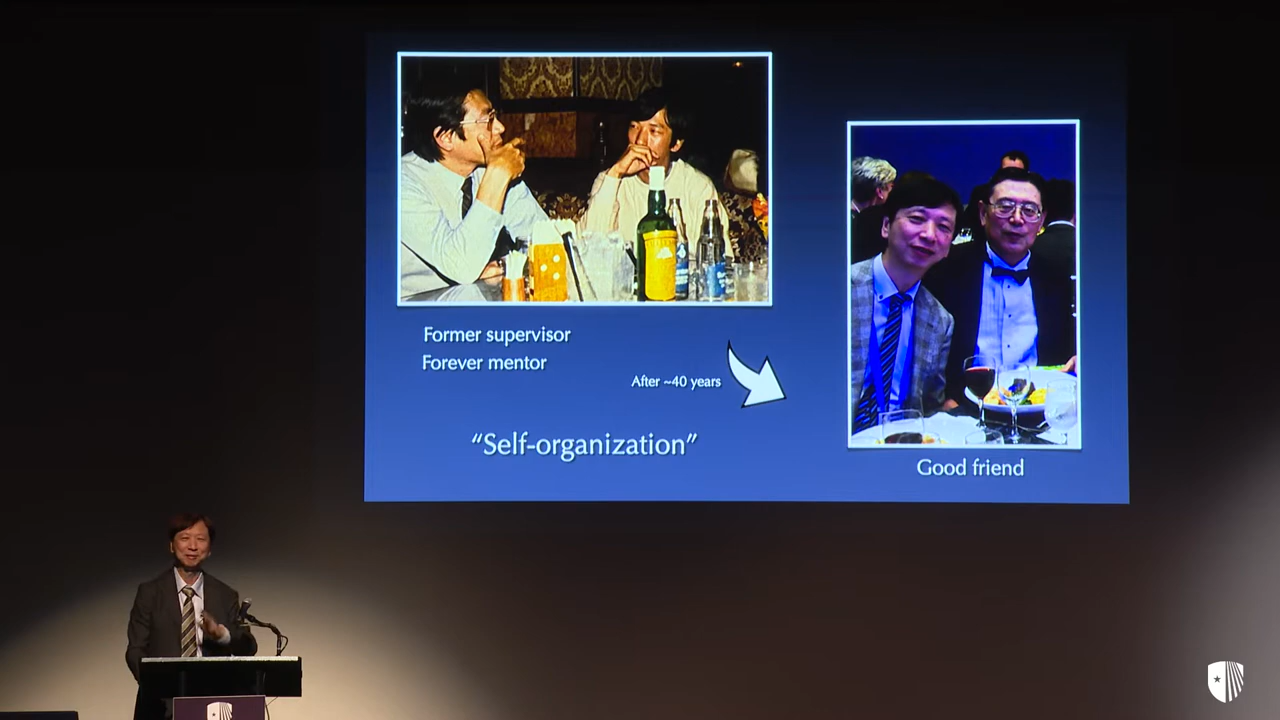 Former supervisor
Forever mentor
After ~40 years
“Self-organization”
Good friend